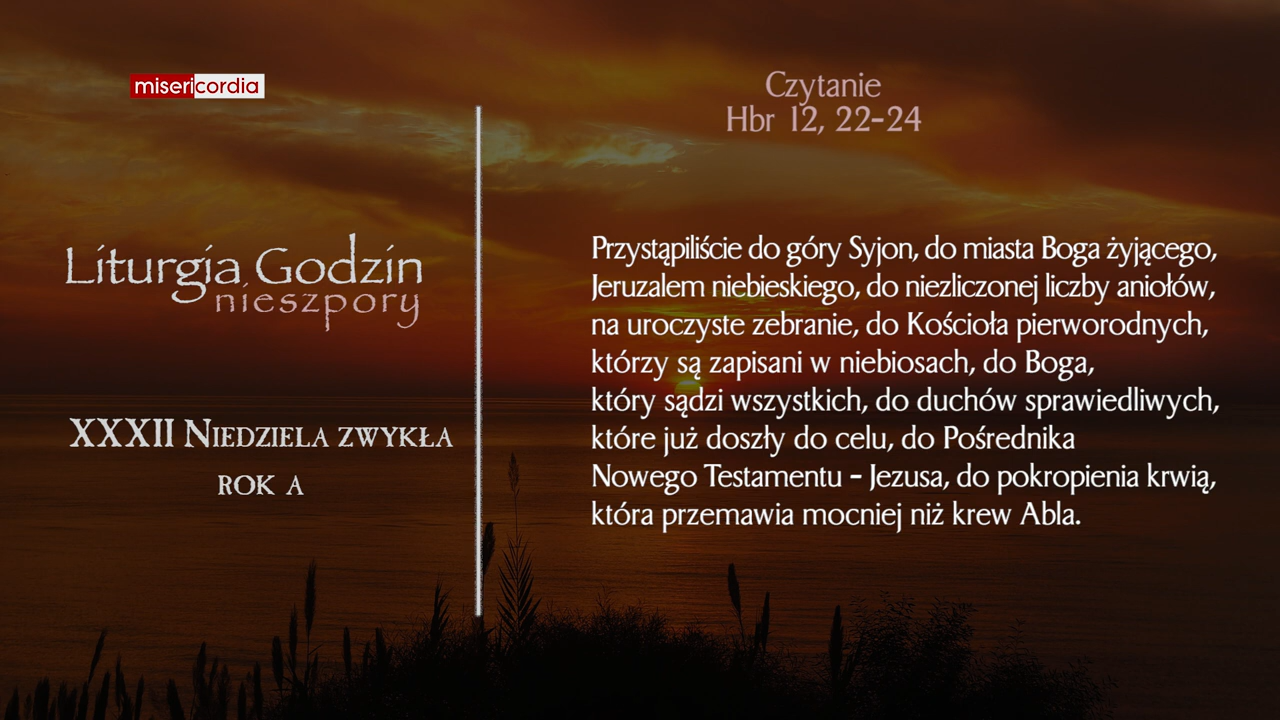 misericordia
Liturgia Godzin
nieszpory
XXXII Niedziela zwykła
rok A
Czytanie
Hbr 12, 22-24
Przystąpiliście do góry Syjon, do miasta Boga żyjącego,
Jeruzalem niebieskiego, do niezliczonej liczby aniołów,
na uroczyste zebranie, do Kościoła pierworodnych,
którzy są zapisani w niebiosach, do Boga,
który sądzi wszystkich, do duchów sprawiedliwych,
które już doszły do celu, do Pośrednika
Nowego Testamentu - Jezusa, do pokropienia krwią,
która przemawia mocniej niż krew Abla.